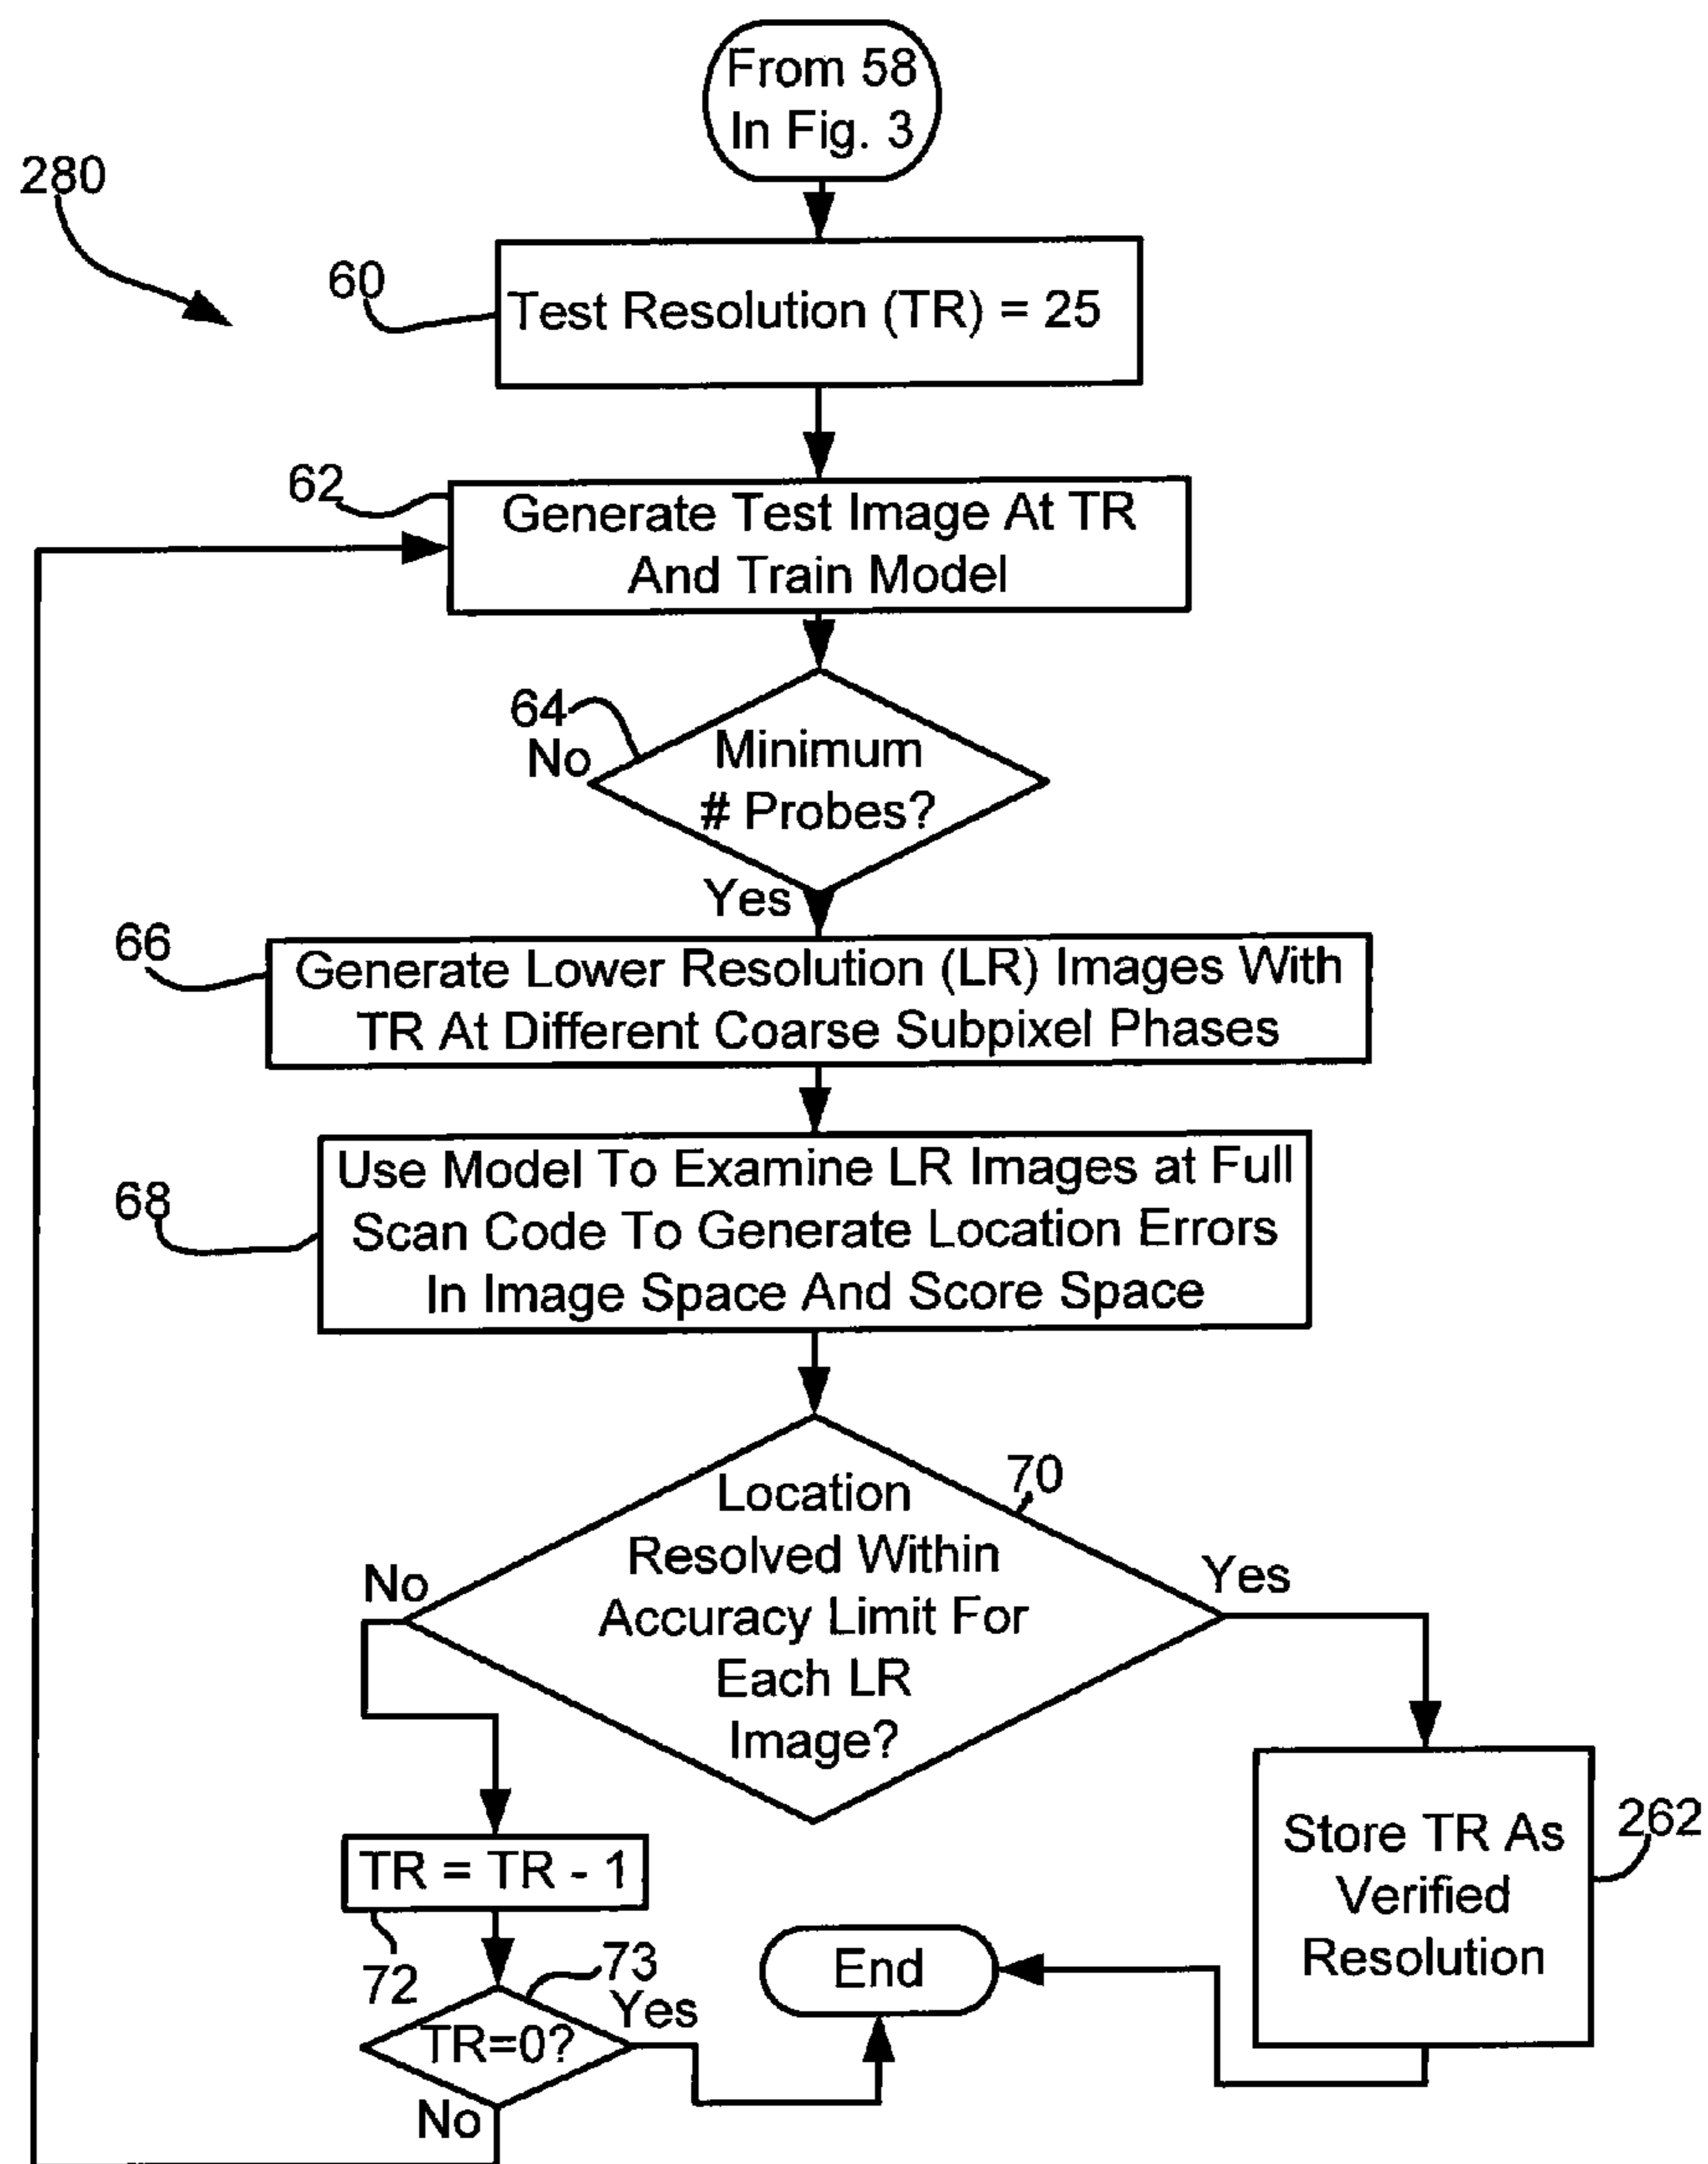 From 58
In Fig. 3
280
60
Test Resolution (TR) = 25
62
Generate Test Image At TR
And Train Model
64
No
Minimum
# Probes?
Yes
66
Generate Lower Resolution (LR) Images With
TR At Different Coarse Subpixel Phases
68
Use Model To Examine LR Images at Full
Scan Code To Generate Location Errors
In Image Space And Score Space
70
Location
Resolved Within
Accuracy Limit For
Each LR
Image?
No
Yes
TR = TR - 1
72
73
TR=0?
Yes
No
End
Store TR As
Verified
Resolution
262